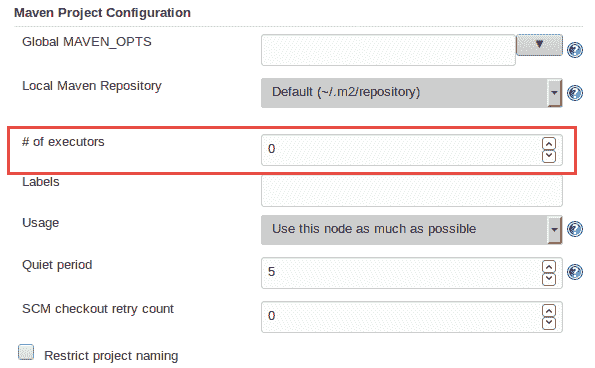 Maven Project Configuration
Global MAVEN_OPTS
Local Maven Repository Default (~/.m2/repository)
# of executors 0
Labels
Usage Use this node as much as possible
Quiet period 5
SCM checkout retry count 0
Restrict project naming